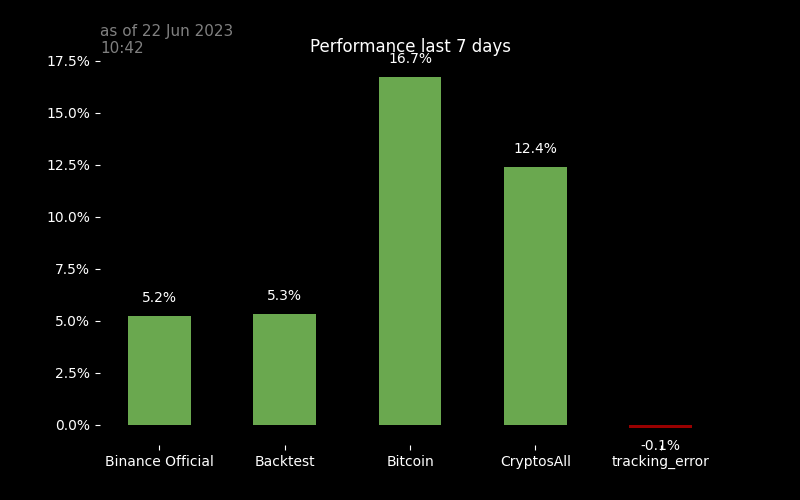 as of 22 Jun 2023
10:42
Performance last 7 days
17.5%
15.0%
12.5%
10.0%
7.5%
5.0%
2.5%
0.0%
5.2%
5.3%
16.7%
12.4%
-0.1%
Binance Official
Backtest
Bitcoin
CryptosAll
tracking_error